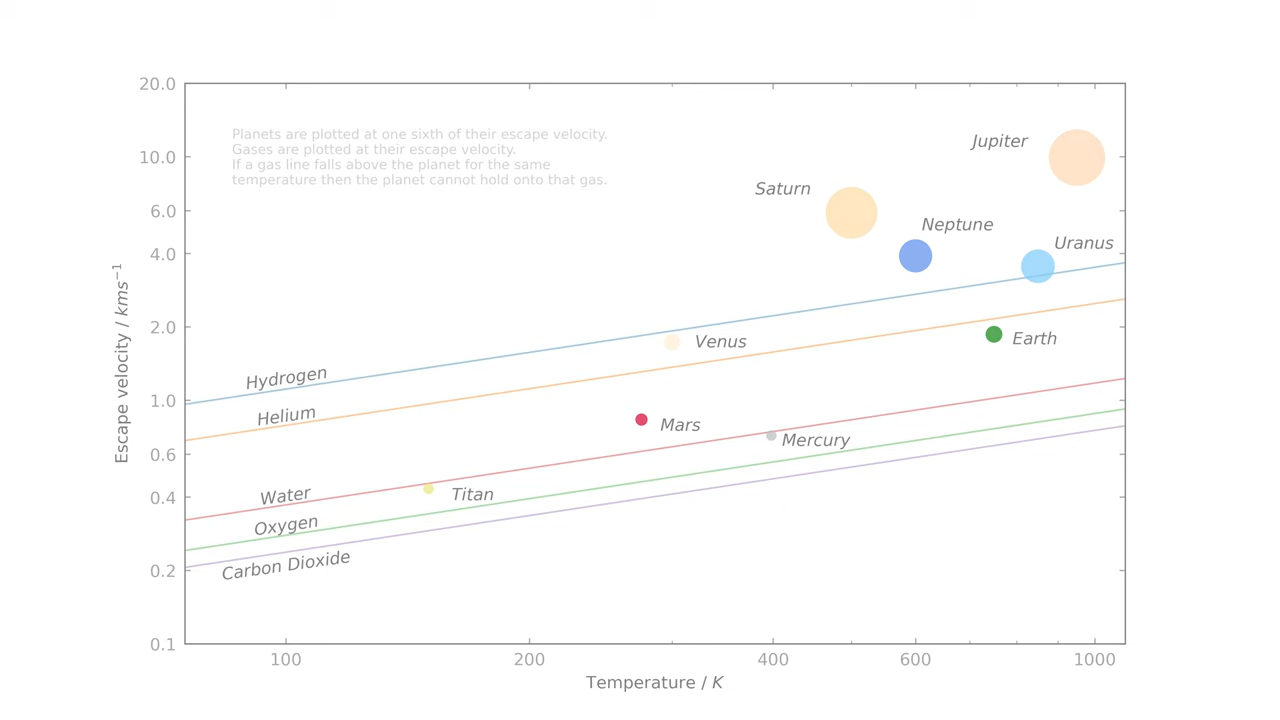 Planets are plotted at one sixth of their escape velocity.
Gases are plotted at their escape velocity.
If a gas line falls above the planet for the same
temperature then the planet cannot hold onto that gas.
Jupiter
Saturn
Neptune
Uranus
Venus
Earth
Hydrogen
Helium
Mars
Mercury
Water
Titan
Oxygen
Carbon Dioxide
20.0
10.0
6.0
4.0
2.0
1.0
0.6
0.4
0.2
0.1
Escape velocity / kms⁻¹
100
200
400
600
1000
Temperature / K